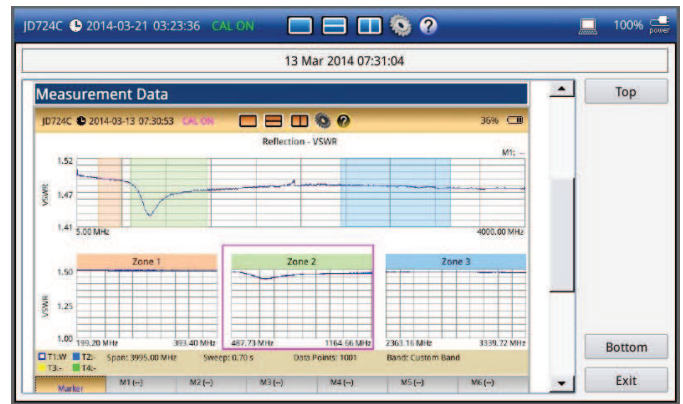 JD724C 2014-03-21 03:23:36 CAL ON 100% power
13 Mar 2014 07:31:04
Measurement Data
Top
JD724C 2014-03-13 07:30:53 CAL ON 36%
Reflection - VSWR
M1: --
1.52
VSWR
1.47
1.41
5.00 MHz 4000.00 MHz
Zone 1 Zone 2 Zone 3
1.50
VSWR
1.25
1.00
199.20 MHz 393.40 MHz 487.73 MHz 1164.66 MHz 2363.16 MHz 3339.72 MHz
T1:W T2:- Span: 3995.00 MHz Sweep: 0.70 s Data Points: 1001 Band: Custom Band
T3:- T4:-
Marker M1 (--) M2 (--) M3 (--) M4 (--) M5 (--) M6 (--)
Bottom
Exit